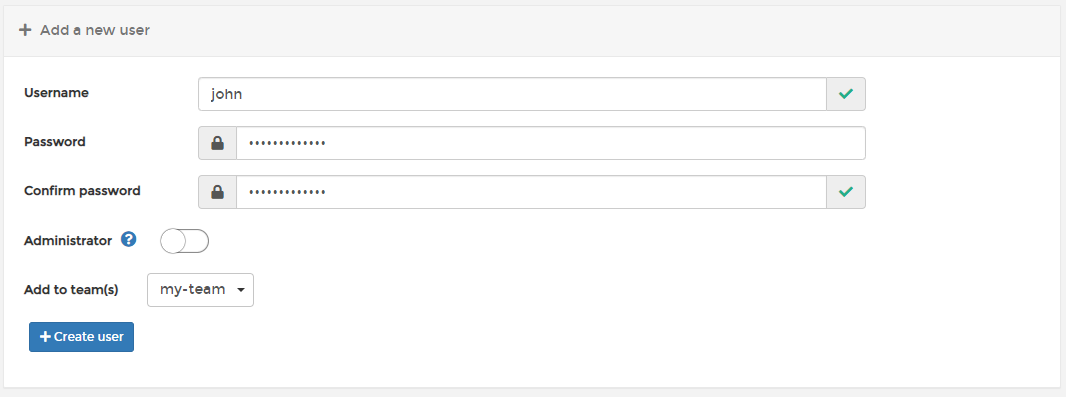 Add a new user
Username john
Password •••••••••••••
Confirm password •••••••••••••
Administrator ?
Add to team(s) my-team
Create user